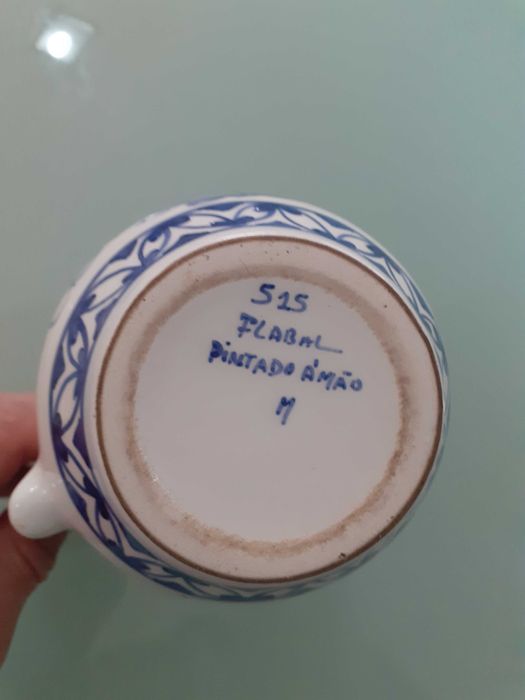 515
FLABAL
PINTADO Á'MÃO
M